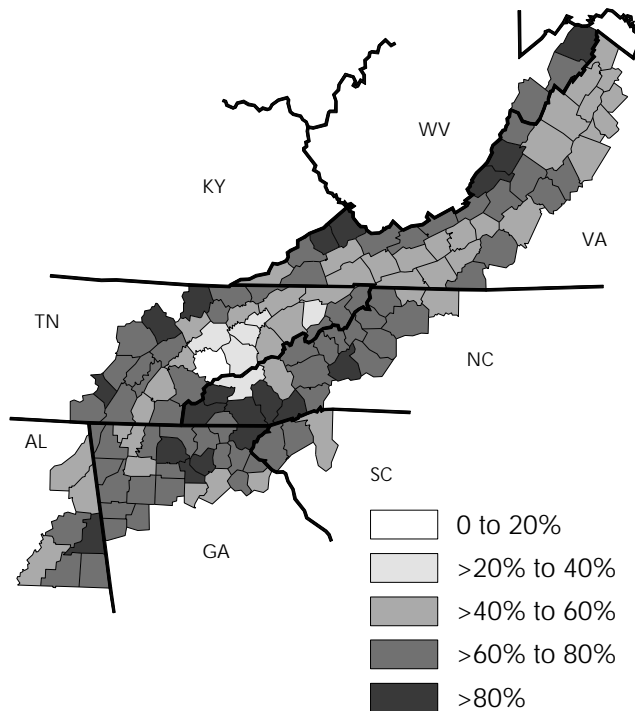 WV
KY
VA
TN
NC
AL
SC
GA
0 to 20%
>20% to 40%
>40% to 60%
>60% to 80%
>80%